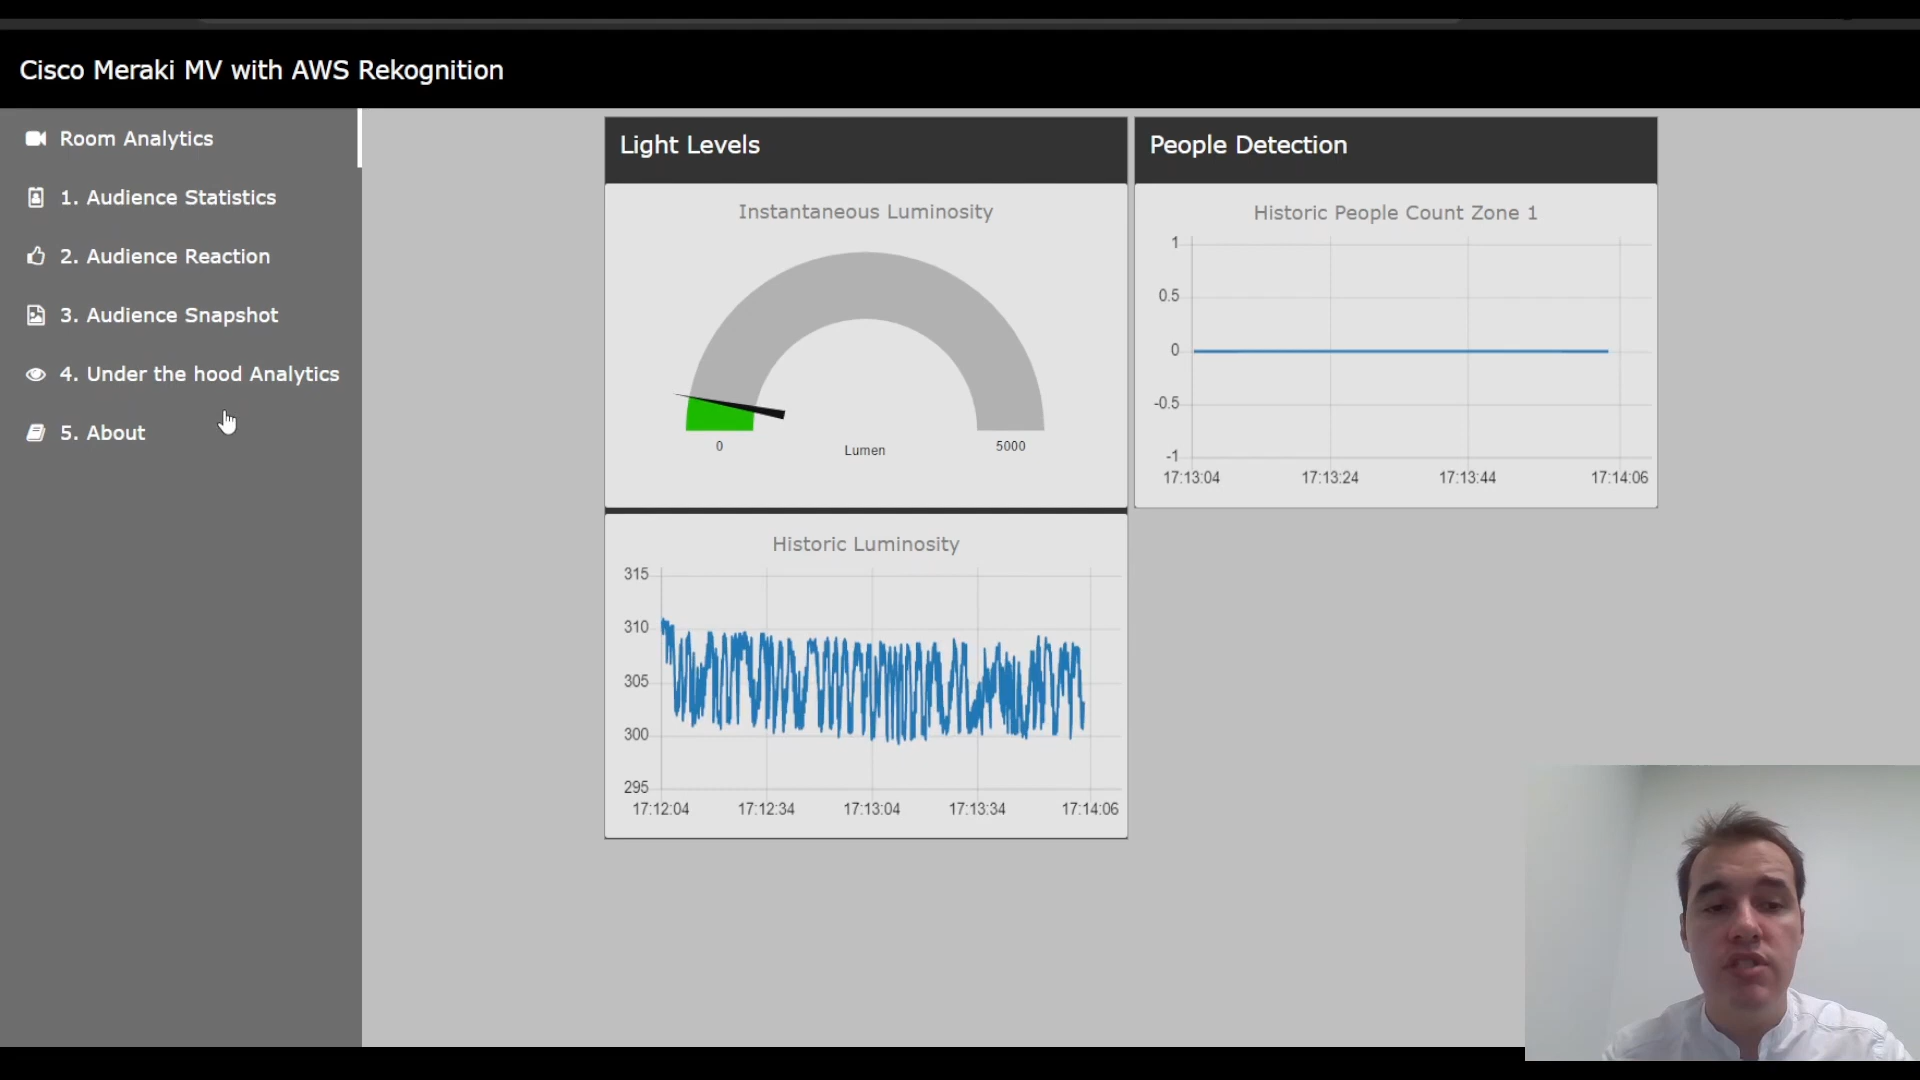 Cisco Meraki MV with AWS Rekognition
Room Analytics
1. Audience Statistics
2. Audience Reaction
3. Audience Snapshot
4. Under the hood Analytics
5. About
Light Levels
Instantaneous Luminosity
0
Lumen
5000
Historic Luminosity
315
310
305
300
295
17:12:04
17:12:34
17:13:04
17:13:34
17:14:06
People Detection
Historic People Count Zone 1
1
0.5
0
-0.5
-1
17:13:04
17:13:24
17:13:44
17:14:06